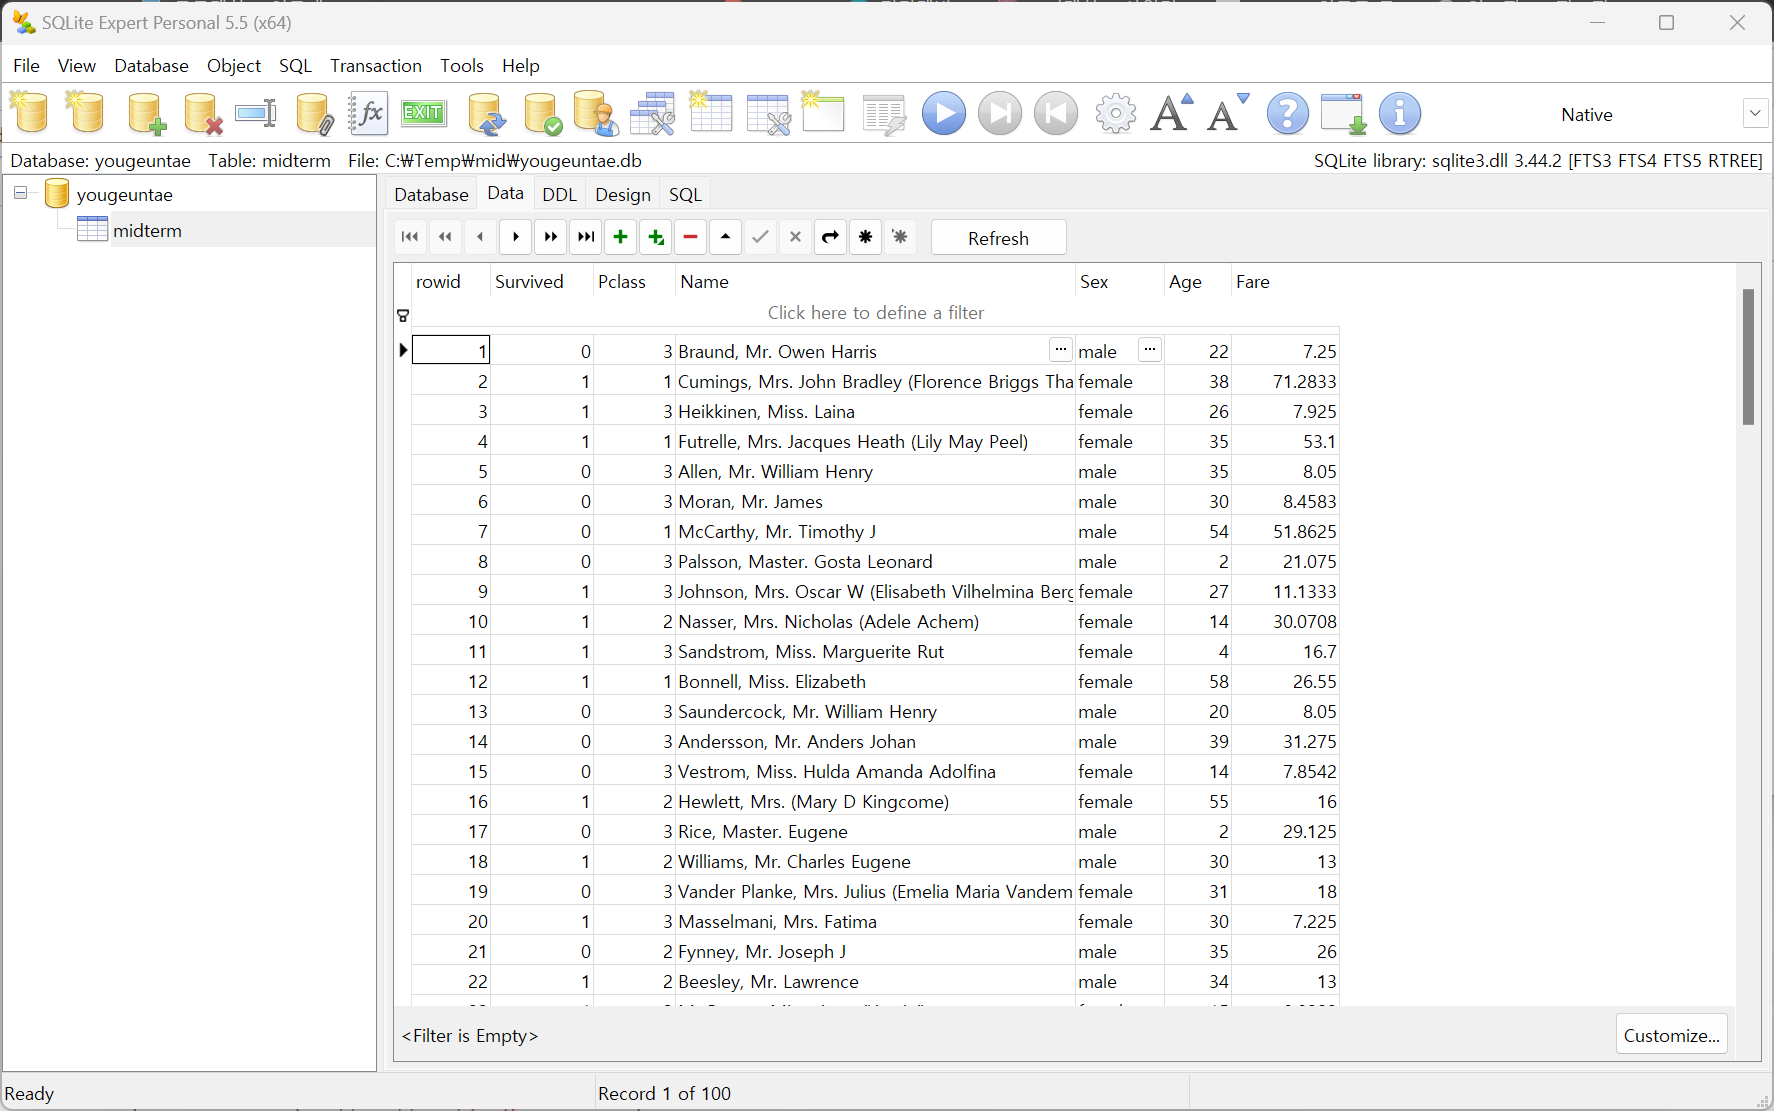 SQLite Expert Personal 5.5 (x64)
File View Database Object SQL Transaction Tools Help
fx EXIT A A ? i Native
Database: yougeuntae Table: midterm File: C:₩Temp₩mid₩yougeuntae.db SQLite library: sqlite3.dll 3.44.2 [FTS3 FTS4 FTS5 RTREE]
yougeuntae
midterm
Database Data DDL Design SQL
Refresh
rowid Survived Pclass Name Sex Age Fare
Click here to define a filter
1 0 3 Braund, Mr. Owen Harris ... male ... 22 7.25
2 1 1 Cumings, Mrs. John Bradley (Florence Briggs Tha female 38 71.2833
3 1 3 Heikkinen, Miss. Laina female 26 7.925
4 1 1 Futrelle, Mrs. Jacques Heath (Lily May Peel) female 35 53.1
5 0 3 Allen, Mr. William Henry male 35 8.05
6 0 3 Moran, Mr. James male 30 8.4583
7 0 1 McCarthy, Mr. Timothy J male 54 51.8625
8 0 3 Palsson, Master. Gosta Leonard male 2 21.075
9 1 3 Johnson, Mrs. Oscar W (Elisabeth Vilhelmina Berg female 27 11.1333
10 1 2 Nasser, Mrs. Nicholas (Adele Achem) female 14 30.0708
11 1 3 Sandstrom, Miss. Marguerite Rut female 4 16.7
12 1 1 Bonnell, Miss. Elizabeth female 58 26.55
13 0 3 Saundercock, Mr. William Henry male 20 8.05
14 0 3 Andersson, Mr. Anders Johan male 39 31.275
15 0 3 Vestrom, Miss. Hulda Amanda Adolfina female 14 7.8542
16 1 2 Hewlett, Mrs. (Mary D Kingcome) female 55 16
17 0 3 Rice, Master. Eugene male 2 29.125
18 1 2 Williams, Mr. Charles Eugene male 30 13
19 0 3 Vander Planke, Mrs. Julius (Emelia Maria Vandem female 31 18
20 1 3 Masselmani, Mrs. Fatima female 30 7.225
21 0 2 Fynney, Mr. Joseph J male 35 26
22 1 2 Beesley, Mr. Lawrence male 34 13
<Filter is Empty> Customize...
Ready Record 1 of 100